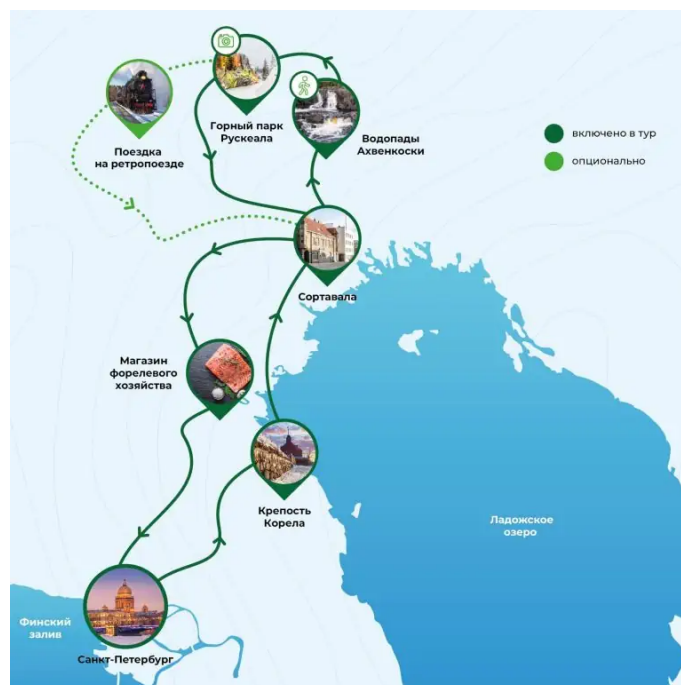 Горный парк
Рускеала
Поездка
на ретропоезде
Водопады
Ахвенкоски
включено в тур
опционально
Сортавала
Магазин
форелевого
хозяйства
Крепость
Корела
Ладожское
озеро
Финский
залив
Санкт-Петербург